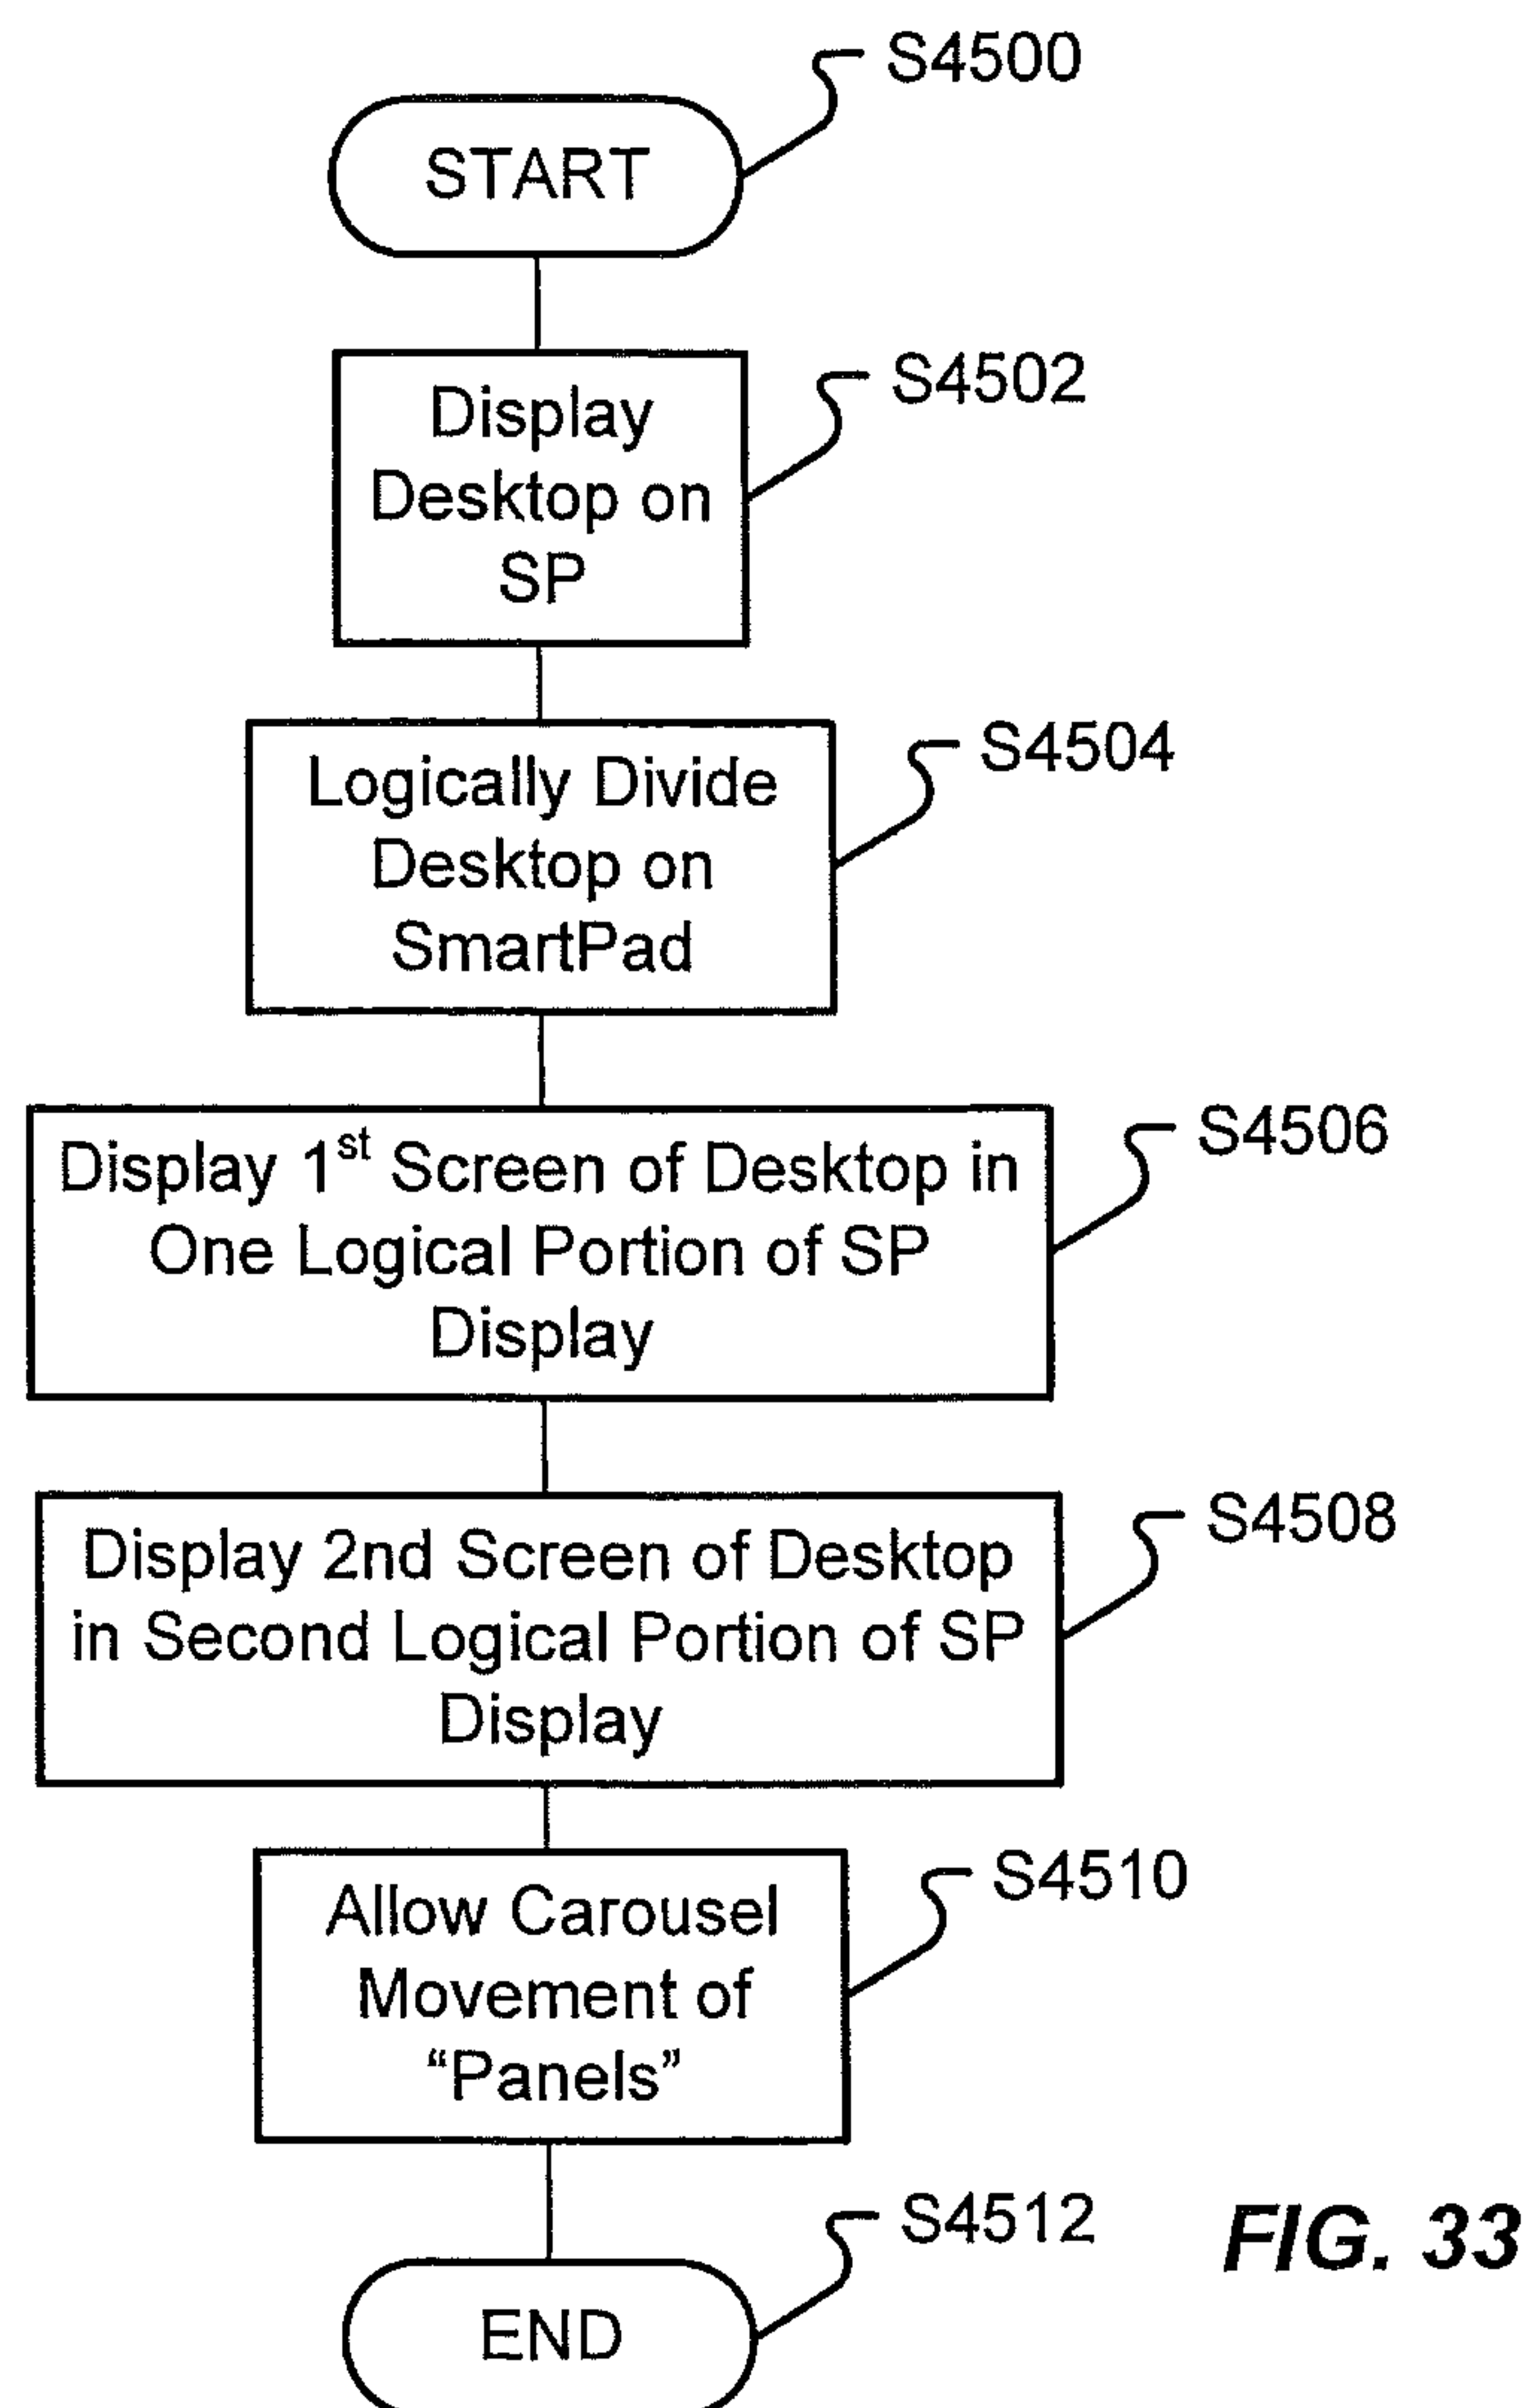 S4500
START
S4502
Display
Desktop on
SP
S4504
Logically Divide
Desktop on
SmartPad
S4506
Display 1st Screen of Desktop in
One Logical Portion of SP
Display
S4508
Display 2nd Screen of Desktop
in Second Logical Portion of SP
Display
S4510
Allow Carousel
Movement of
“Panels”
S4512
END
FIG. 33